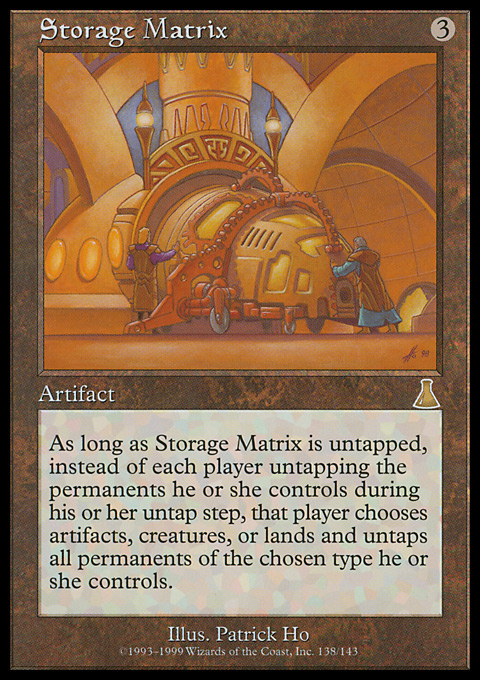 Storage Matrix 3
Artifact
As long as Storage Matrix is untapped,
instead of each player untapping the
permanents he or she controls during
his or her untap step, that player chooses
artifacts, creatures, or lands and untaps
all permanents of the chosen type he or
she controls.
Illus. Patrick Ho
©1993–1999 Wizards of the Coast, Inc. 138/143